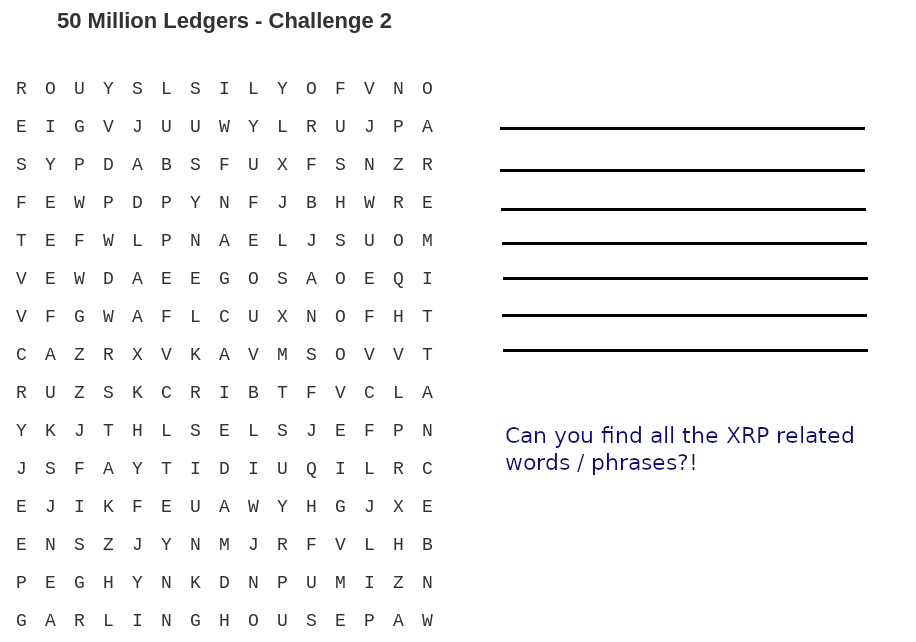 50 Million Ledgers - Challenge 2
R O U Y S L S I L Y O F V N O
E I G V J U U W Y L R U J P A
S Y P D A B S F U X F S N Z R
F E W P D P Y N F J B H W R E
T E F W L P N A E L J S U O M
V E W D A E E G O S A O E Q I
V F G W A F L C U X N O F H T
C A Z R X V K A V M S O V V T
R U Z S K C R I B T F V C L A
Y K J T H L S E L S J E F P N
J S F A Y T I D I U Q I L R C
E J I K F E U A W Y H G J X E
E N S Z J Y N M J R F V L H B
P E G H Y N K D N P U M I Z N
G A R L I N G H O U S E P A W
Can you find all the XRP related
words / phrases?!